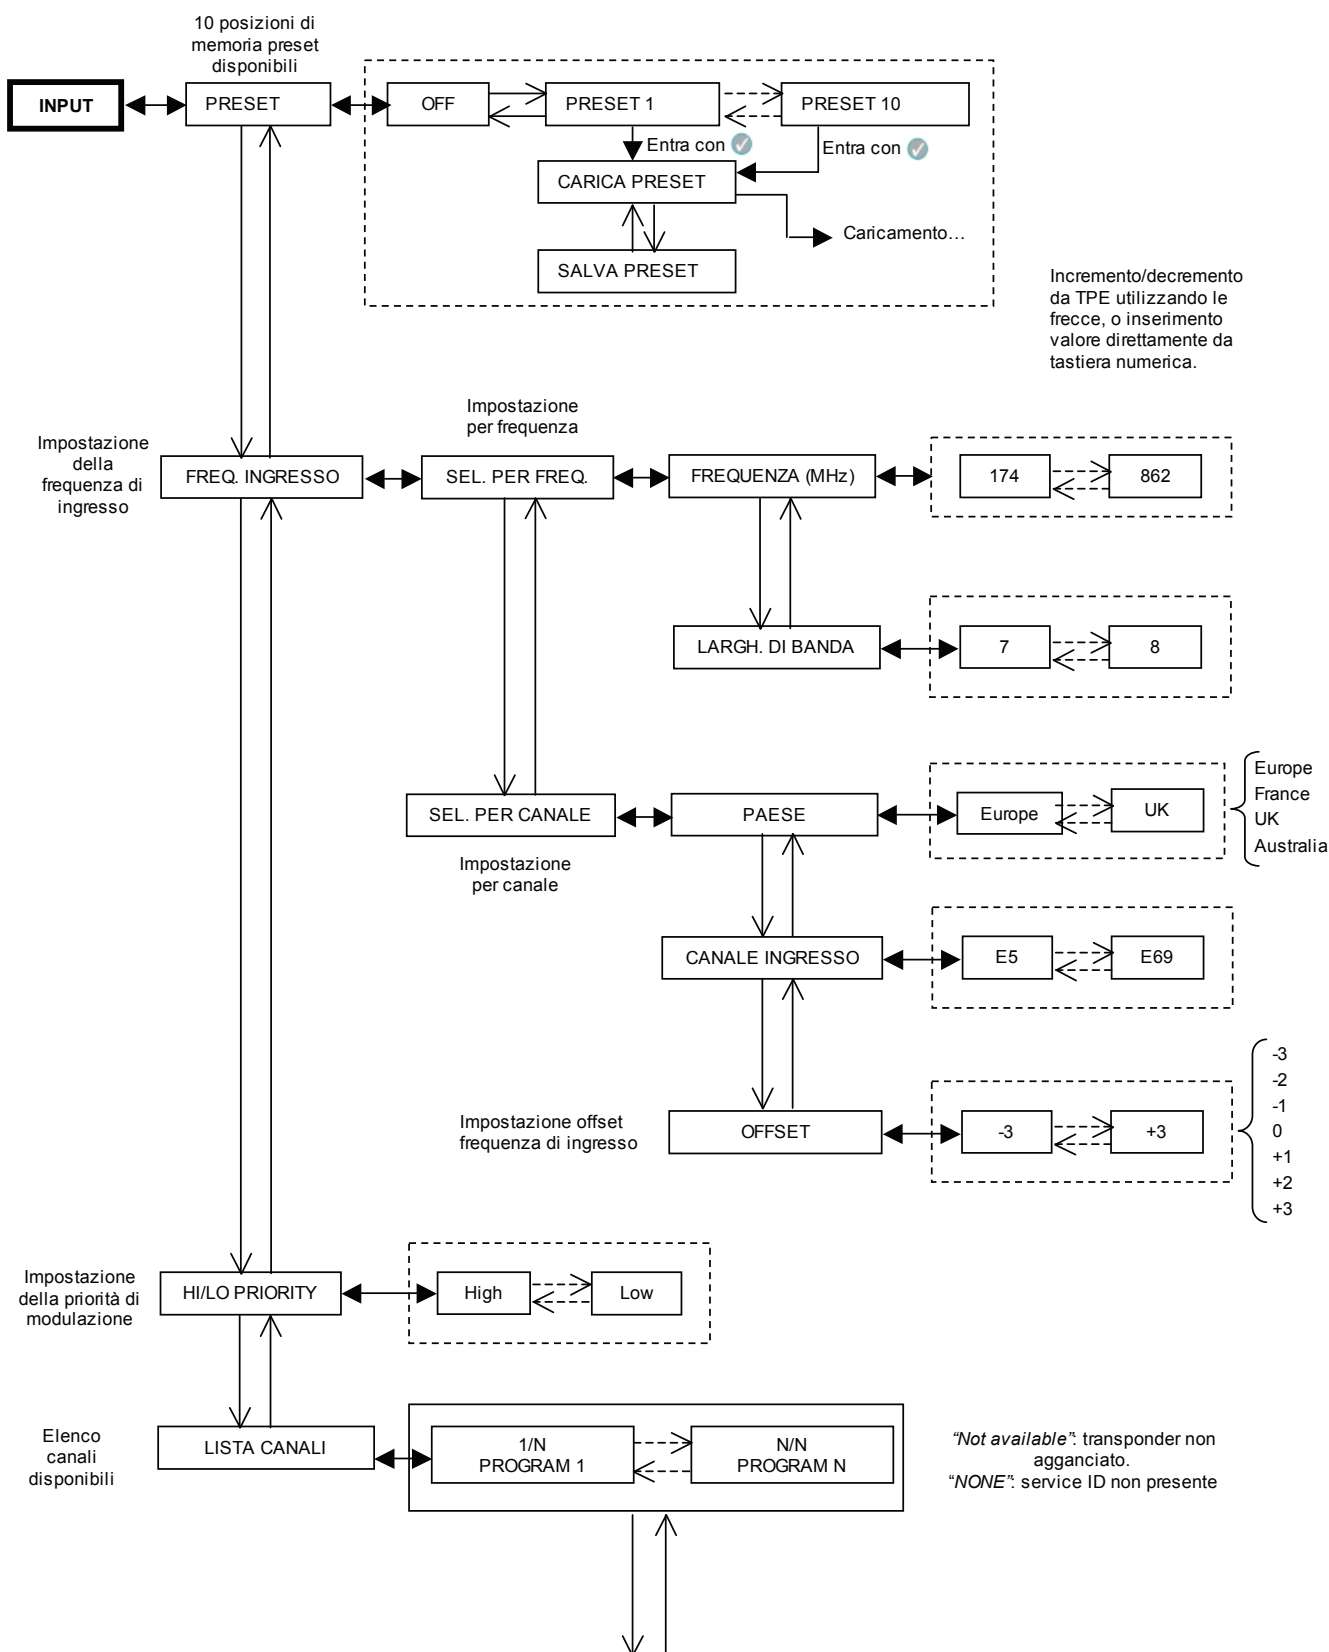 10 posizioni di
memoria preset
disponibili
INPUT
PRESET
OFF
PRESET 1
PRESET 10
Entra con
Entra con
CARICA PRESET
Caricamento…
SALVA PRESET
Incremento/decremento
da TPE utilizzando le
frecce, o inserimento
valore direttamente da
tastiera numerica.
Impostazione
per frequenza
Impostazione
della
frequenza di
ingresso
FREQ. INGRESSO
SEL. PER FREQ.
FREQUENZA (MHz)
174
862
LARGH. DI BANDA
7
8
SEL. PER CANALE
PAESE
Europe
UK
Europe
France
UK
Australia
Impostazione
per canale
CANALE INGRESSO
E5
E69
Impostazione offset
frequenza di ingresso
OFFSET
-3
+3
-3
-2
-1
0
+1
+2
+3
Impostazione
della priorità di
modulazione
HI/LO PRIORITY
High
Low
Elenco
canali
disponibili
LISTA CANALI
1/N
PROGRAM 1
N/N
PROGRAM N
“Not available”: transponder non
agganciato.
“NONE”: service ID non presente